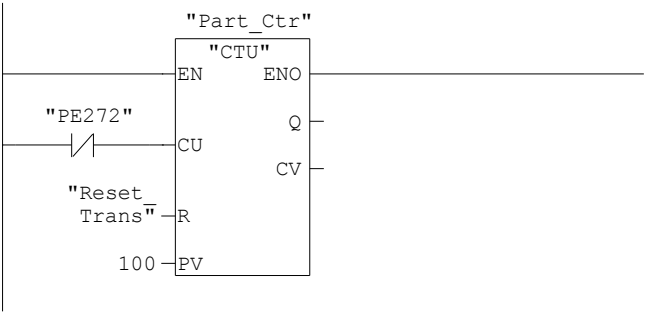 "Part_Ctr"
"CTU"
EN ENO
"PE272"
Q
CU
CV
"Reset_
Trans"
R
100 PV